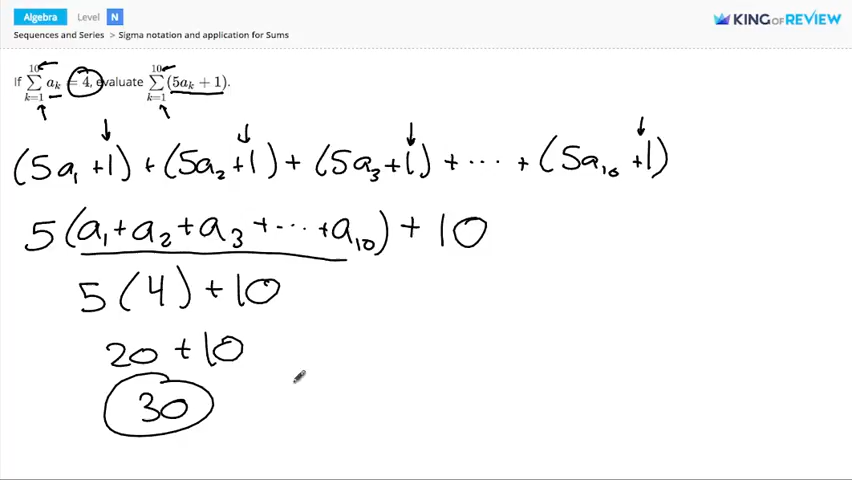 Algebra Level N KING OF REVIEW
Sequences and Series > Sigma notation and application for Sums
If \sum_{k=1}^{10} a_k = 4, evaluate \sum_{k=1}^{10} (5a_k + 1).
(5a₁ +1) + (5a₂ +1) + (5a₃ +1) + ... + (5a₁₀ +1)
5 (a₁ + a₂ + a₃ + ... + a₁₀) + 10
5 (4) + 10
20 + 10
30